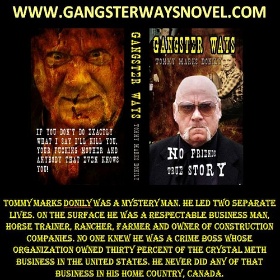 WWW.GANGSTERWAYSNOVEL.COM
GANGSTER WAYS
TOMMY MARKS DONILY
IF YOU DON'T DO EXACTLY
WHAT I SAY I'LL KILL YOU,
YOUR FUCKING MOTHER AND
ANYBODY THAT EVEN KNOWS
YOU!
GANGSTER WAYS
TOMMY MARKS DONILY
NO FRIENDS
TRUE STORY
TOMMY MARKS DONILY WAS A MYSTERY MAN. HE LED TWO SEPARATE
LIVES. ON THE SURFACE HE WAS A RESPECTABLE BUSINESS MAN,
HORSE TRAINER, RANCHER, FARMER AND OWNER OF CONSTRUCTION
COMPANIES. NO ONE KNEW HE WAS A CRIME BOSS WHOSE
ORGANIZATION OWNED THIRTY PERCENT OF THE CRYSTAL METH
BUSINESS IN THE UNITED STATES. HE NEVER DID ANY OF THAT
BUSINESS IN HIS HOME COUNTRY, CANADA.